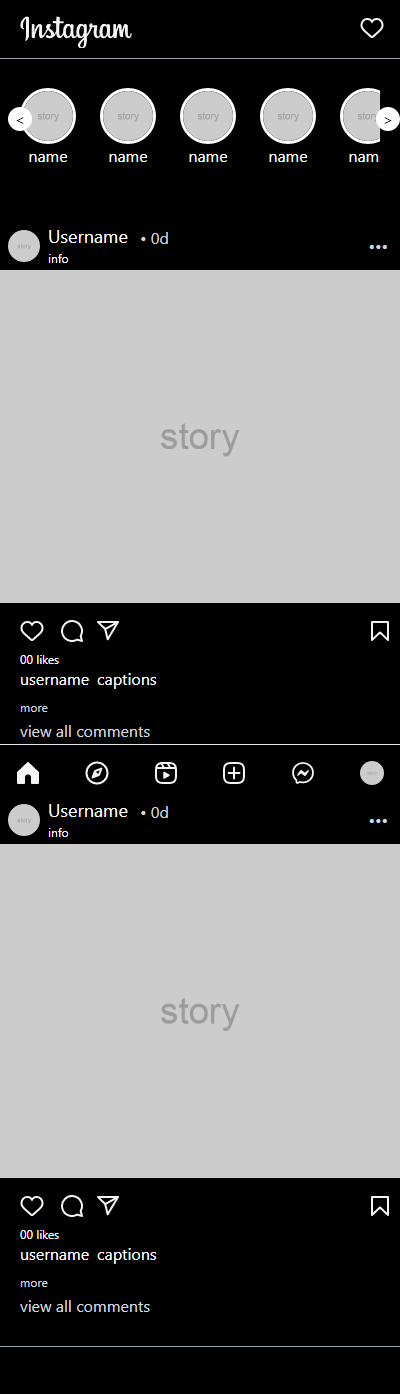 Instagram
story story story story story
< >
name name name name nam
Username • 0d
story
info
story
00 likes
username captions
more
view all comments
story
Username • 0d
story
info
story
00 likes
username captions
more
view all comments